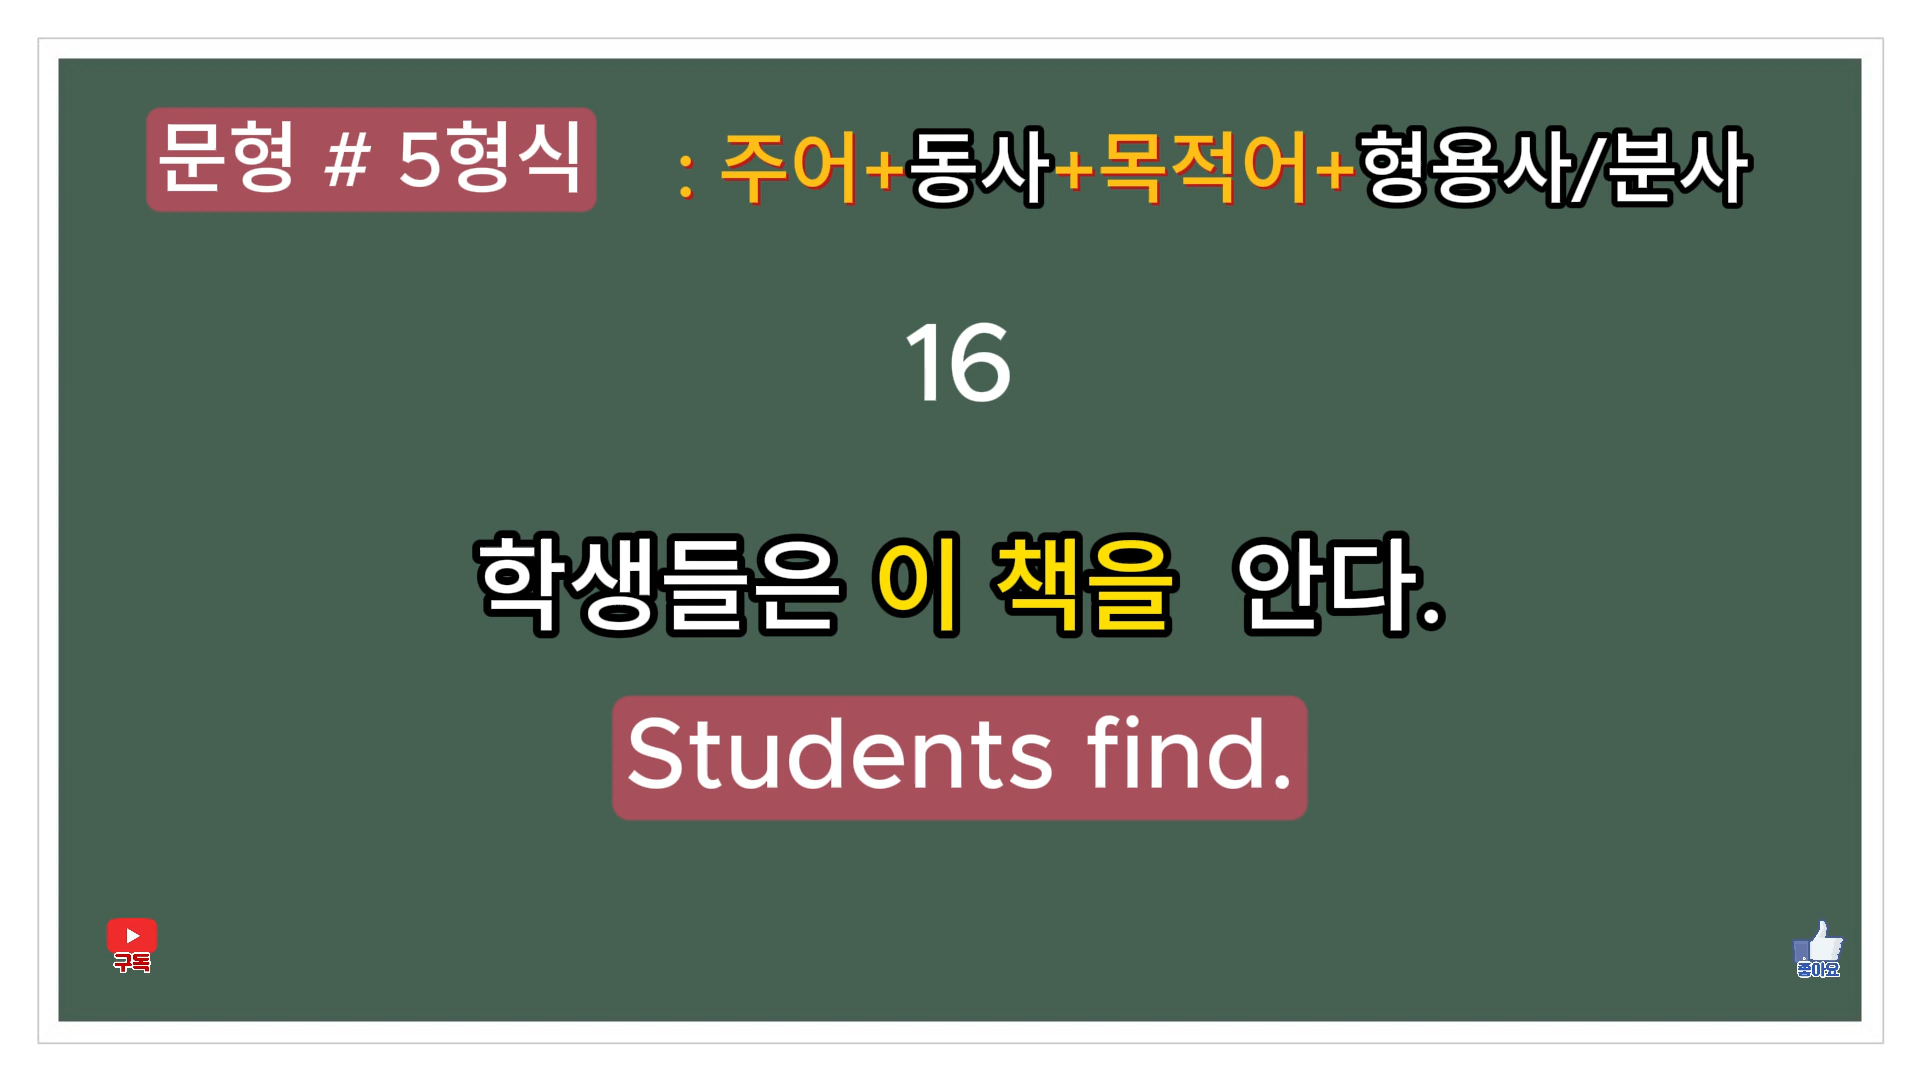 문형 # 5형식 : 주어+동사+목적어+형용사/분사
16
학생들은 이 책을 안다.
Students find.
구독
좋아요